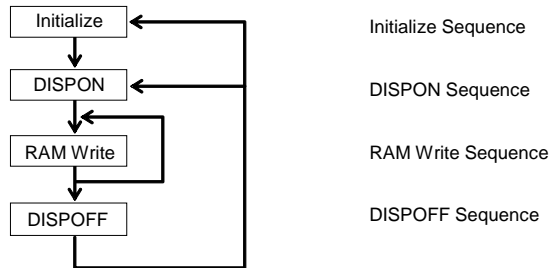 Initialize
Initialize Sequence
DISPON
DISPON Sequence
RAM Write
RAM Write Sequence
DISPOFF
DISPOFF Sequence